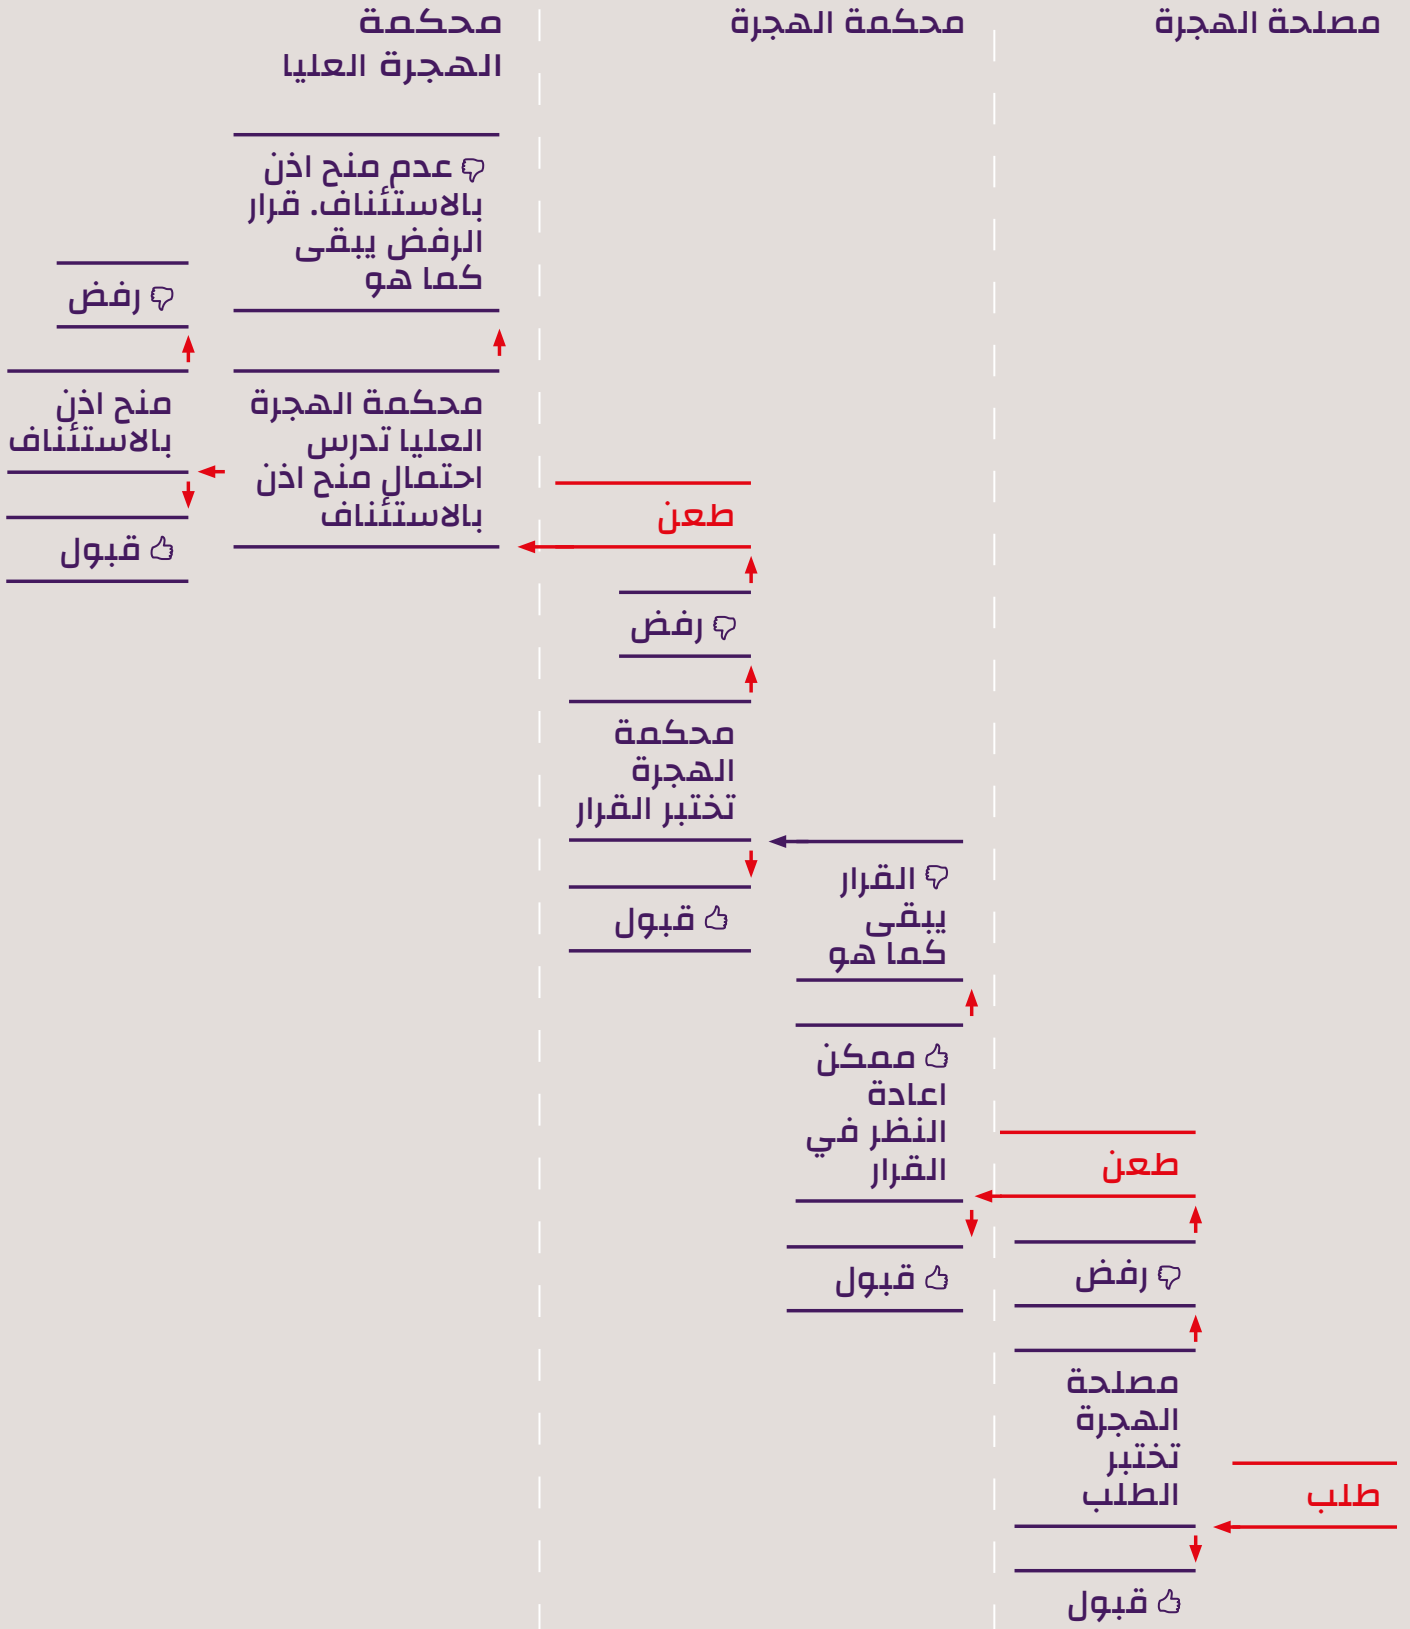 مصلحة الهجرة
محكمة الهجرة
محكمة
الهجرة العليا
طلب
مصلحة
الهجرة
تختبر
الطلب
قبول
رفض
طعن
ممكن
اعادة
النظر في
القرار
قبول
القرار
يبقى
كما هو
محكمة
الهجرة
تختبر القرار
قبول
رفض
طعن
محكمة الهجرة
العليا تدرس
احتمال منح اذن
بالاستئناف
عدم منح اذن
بالاستئناف. قرار
الرفض يبقى
كما هو
منح اذن
بالاستئناف
رفض
قبول